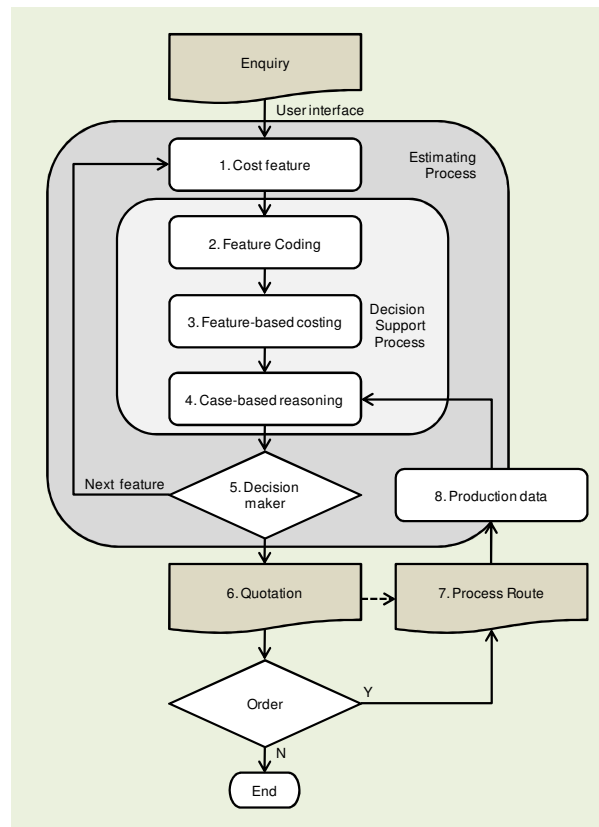 Enquiry
User interface
1. Cost feature
Estimating
Process
2. Feature Coding
3. Feature-based costing
Decision
Support
Process
4. Case-based reasoning
Next feature
5. Decision
maker
8. Production data
6. Quotation
7. Process Route
Order
Y
N
End